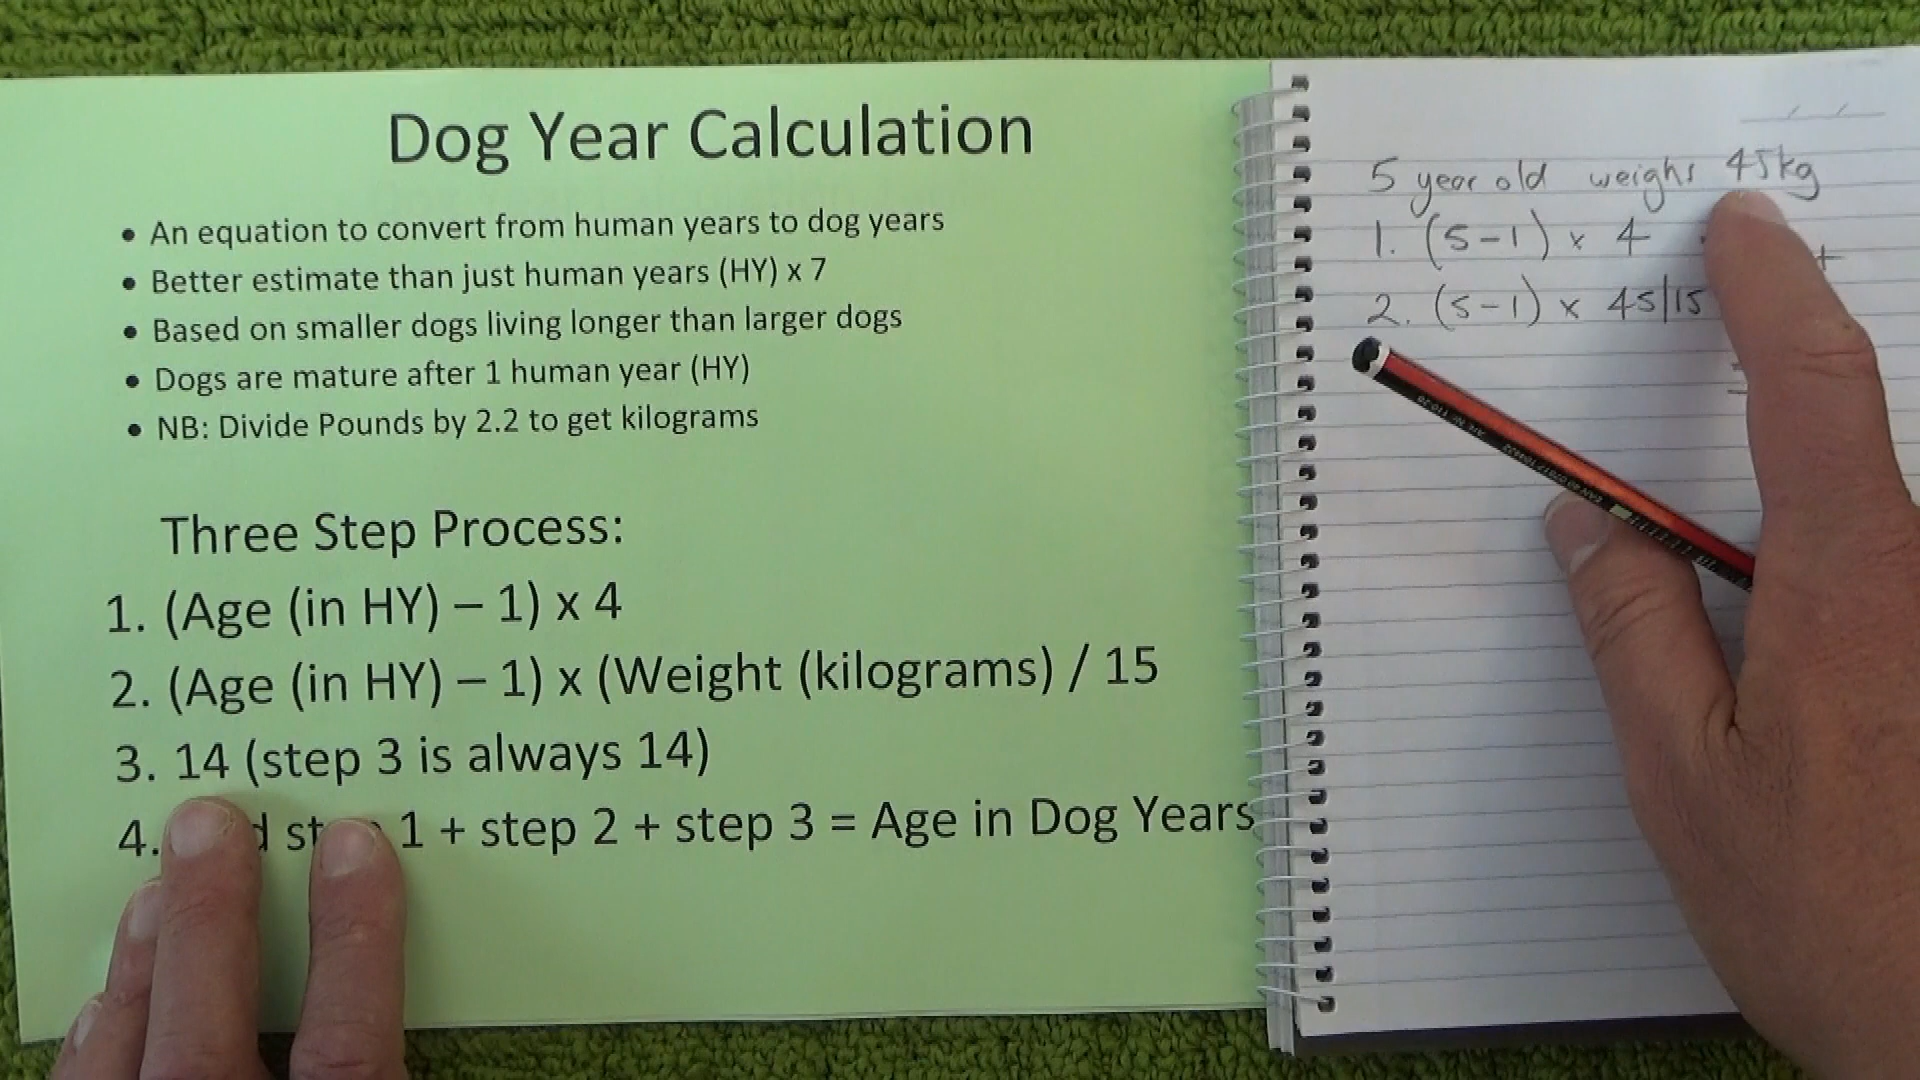 Dog Year Calculation
• An equation to convert from human years to dog years
• Better estimate than just human years (HY) x 7
• Based on smaller dogs living longer than larger dogs
• Dogs are mature after 1 human year (HY)
• NB: Divide Pounds by 2.2 to get kilograms
Three Step Process:
1. (Age (in HY) – 1) x 4
2. (Age (in HY) – 1) x (Weight (kilograms) / 15
3. 14 (step 3 is always 14)
4. 1 + step 2 + step 3 = Age in Dog Years
5 year old weighs 45kg
1. (5-1) x 4
+
2. (5-1) x 45/15